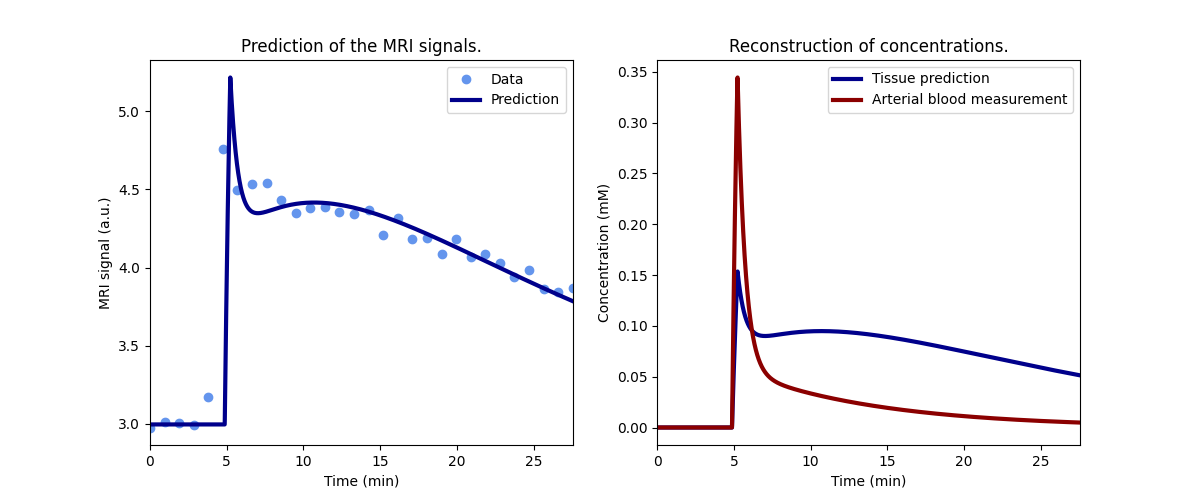 Prediction of the MRI signals.
MRI signal (a.u.)
5.0
4.5
4.0
3.5
3.0
Data
Prediction
0 5 10 15 20 25
Time (min)
Reconstruction of concentrations.
Concentration (mM)
0.35
0.30
0.25
0.20
0.15
0.10
0.05
0.00
Tissue prediction
Arterial blood measurement
0 5 10 15 20 25
Time (min)